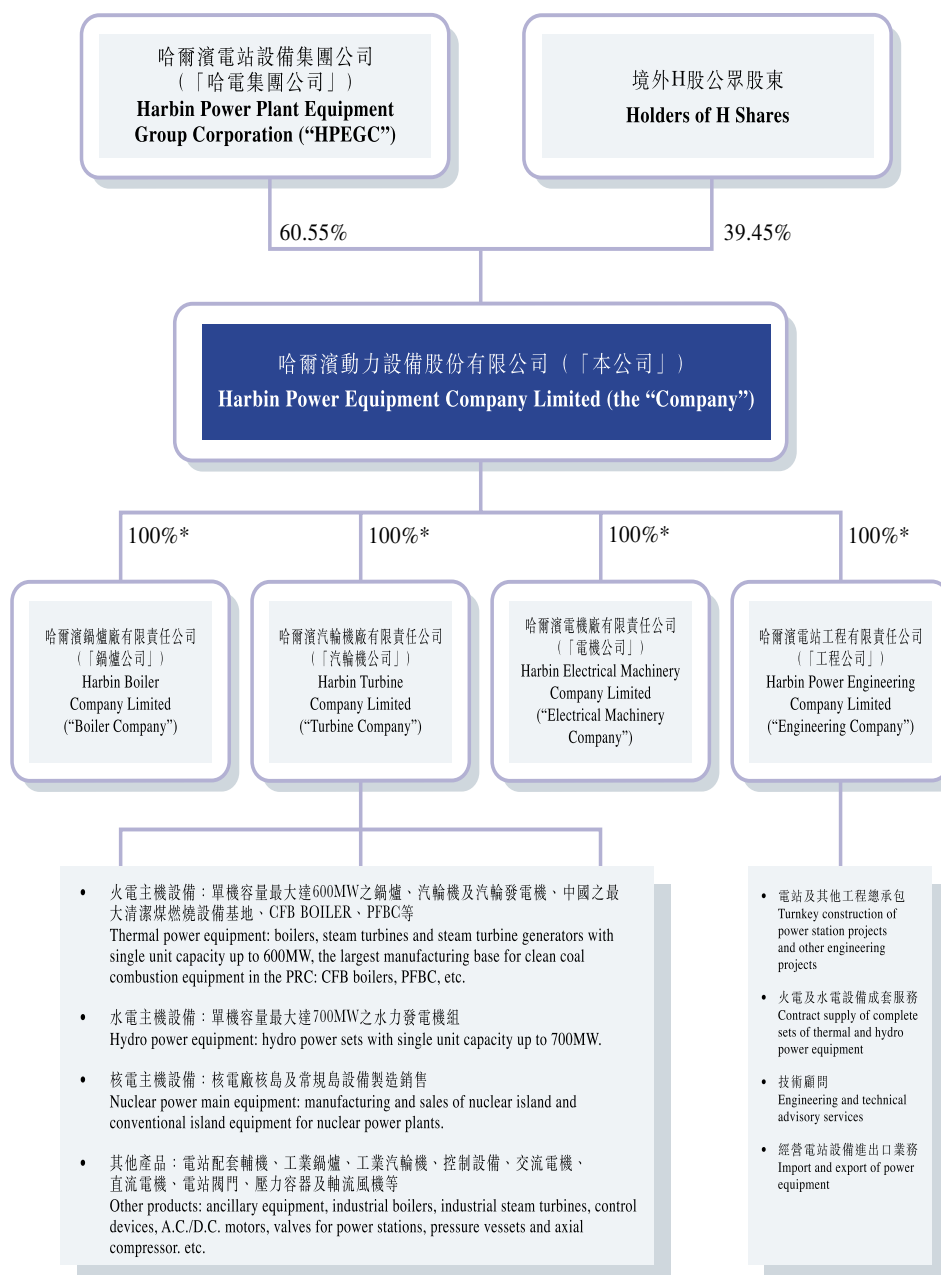 哈爾濱電站設備集團公司
(「哈電集團公司」)
Harbin Power Plant Equipment
Group Corporation (“HPEGC”)
境外H股公眾股東
Holders of H Shares
60.55%
39.45%
哈爾濱動力設備股份有限公司 (「本公司」)
Harbin Power Equipment Company Limited (the “Company”)
100%*
100%*
100%*
100%*
哈爾濱鍋爐廠有限責任公司
(「鍋爐公司」)
Harbin Boiler
Company Limited
(“Boiler Company”)
哈爾濱汽輪機廠有限責任公司
(「汽輪機公司」)
Harbin Turbine
Company Limited
(“Turbine Company”)
哈爾濱電機廠有限責任公司
(「電機公司」)
Harbin Electrical Machinery
Company Limited
(“Electrical Machinery
Company”)
哈爾濱電站工程有限責任公司
(「工程公司」)
Harbin Power Engineering
Company Limited
(“Engineering Company”)
• 火電主機設備：單機容量最大達600MW之鍋爐、汽輪機及汽輪發電機、中國之最
大清潔煤燃燒設備基地、CFB BOILER、PFBC等
Thermal power equipment: boilers, steam turbines and steam turbine generators with
single unit capacity up to 600MW, the largest manufacturing base for clean coal
combustion equipment in the PRC: CFB boilers, PFBC, etc.
• 水電主機設備：單機容量最大達700MW之水力發電機組
Hydro power equipment: hydro power sets with single unit capacity up to 700MW.
• 核電主機設備：核電廠核島及常規島設備製造銷售
Nuclear power main equipment: manufacturing and sales of nuclear island and
conventional island equipment for nuclear power plants.
• 其他產品：電站配套輔機、工業鍋爐、工業汽輪機、控制設備、交流電機、
直流電機、電站閥門、壓力容器及軸流風機等
Other products: ancillary equipment, industrial boilers, industrial steam turbines, control
devices, A.C./D.C. motors, valves for power stations, pressure vessets and axial
compressor. etc.
• 電站及其他工程總承包
Turnkey construction of
power station projects
and other engineering
projects
• 火電及水電設備成套服務
Contract supply of complete
sets of thermal and hydro
power equipment
• 技術顧問
Engineering and technical
advisory services
• 經營電站設備進出口業務
Import and export of power
equipment